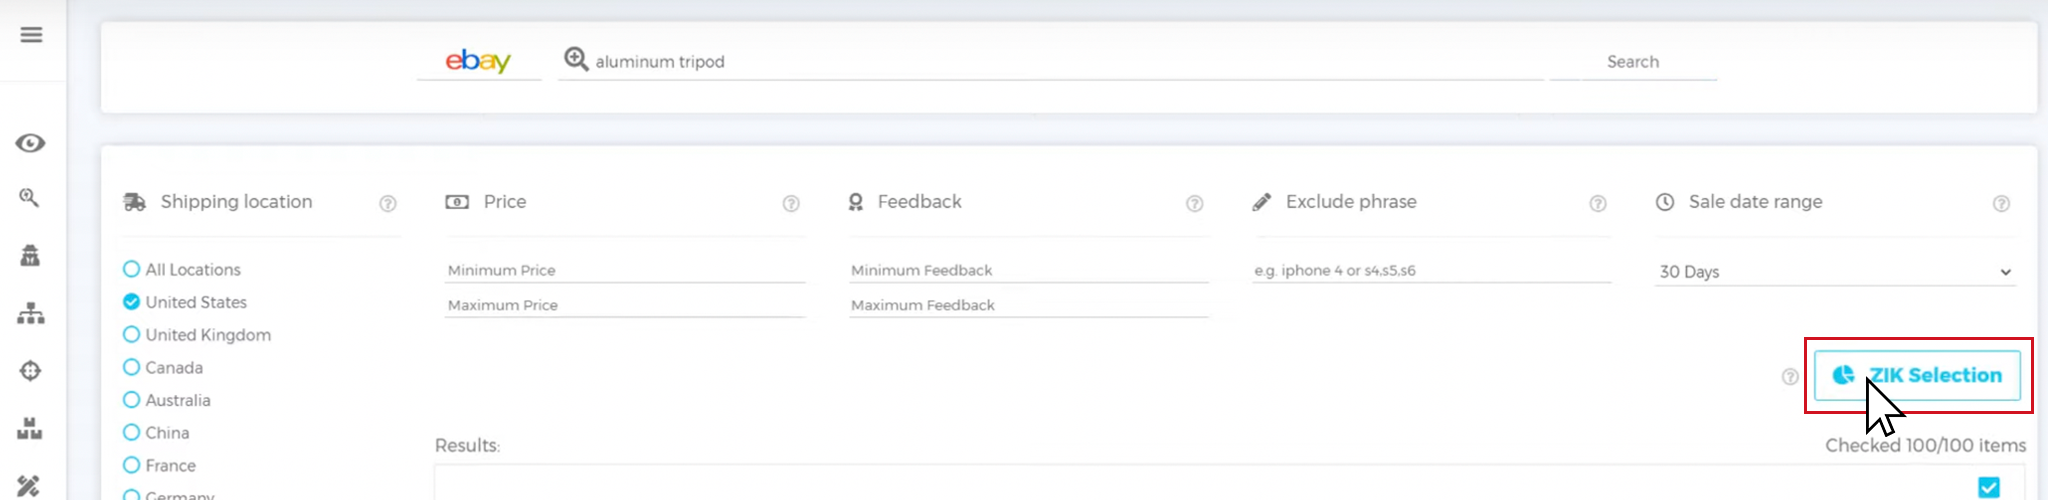 ebay aluminum tripod Search
Shipping location Price Feedback Exclude phrase Sale date range
All Locations Minimum Price Minimum Feedback e.g. iphone 4 or s4,s5,s6 30 Days
United States Maximum Price Maximum Feedback
United Kingdom
Canada ZIK Selection
Australia
China Results: Checked 100/100 items
France
Germany